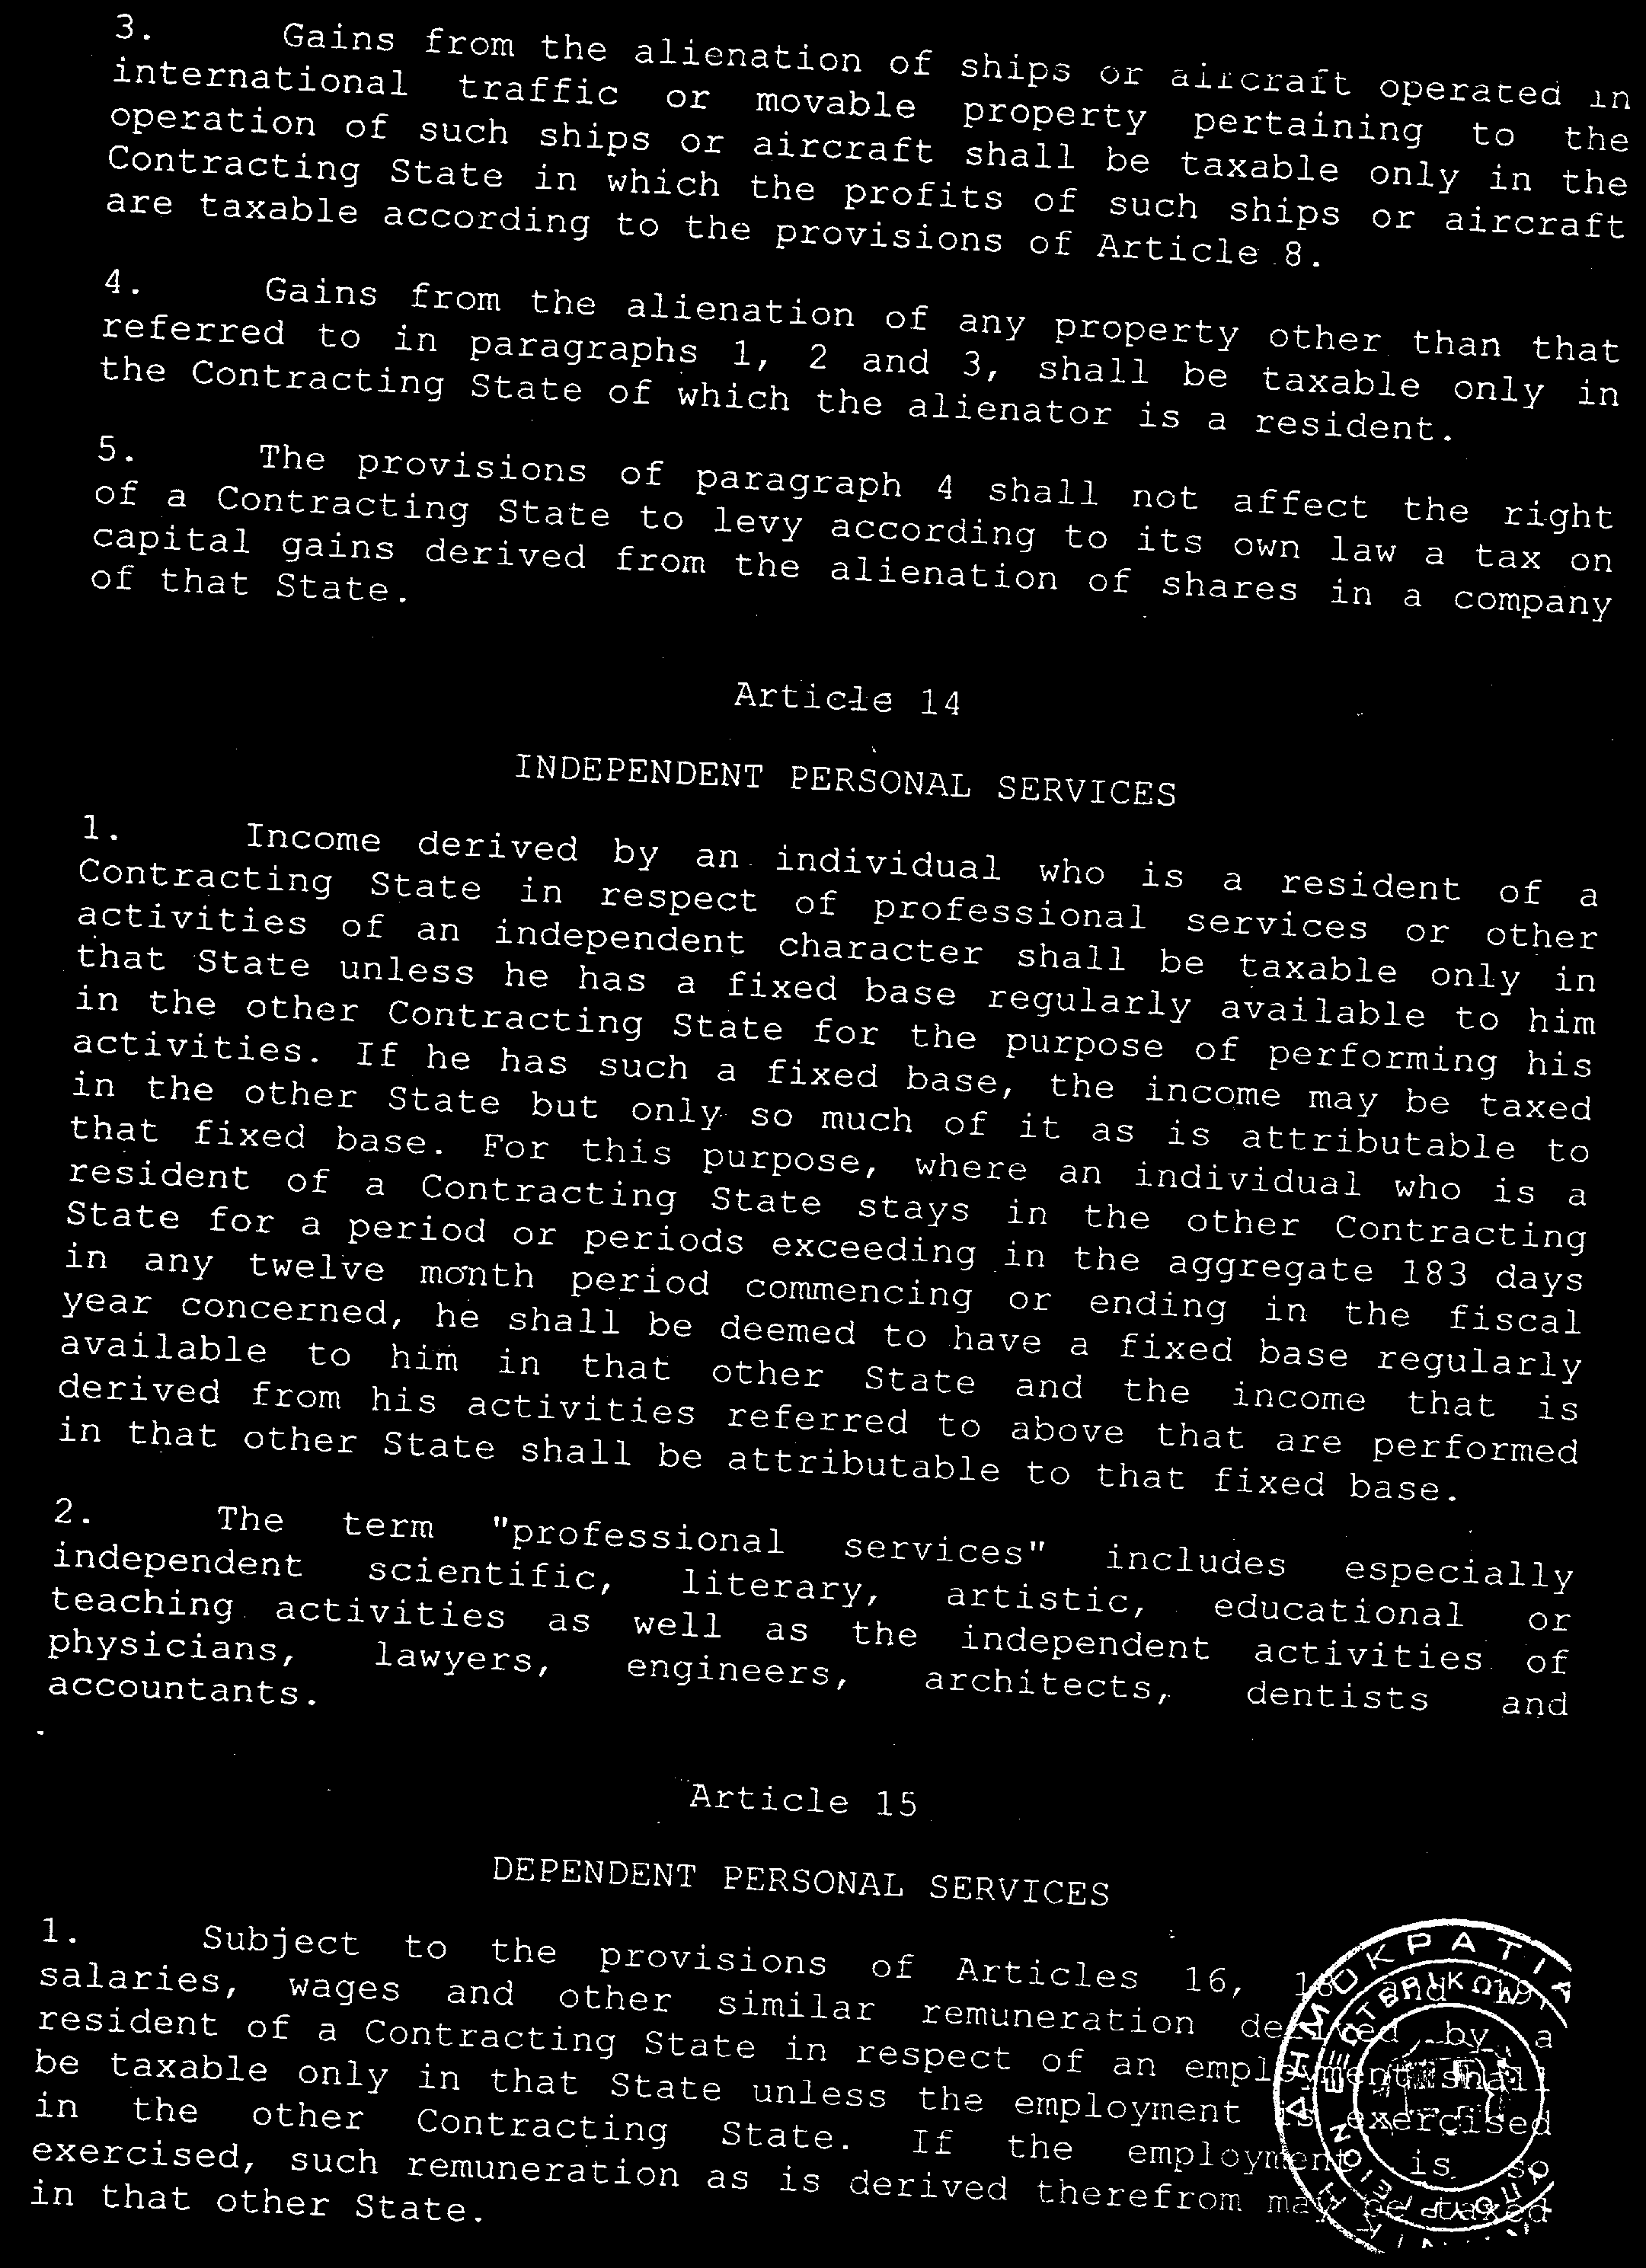 3. Gains from the alienation of ships or aircraft operated in
international traffic or movable property pertaining to the
operation of such ships or aircraft shall be taxable only in the
Contracting State in which the profits of such ships or aircraft
are taxable according to the provisions of Article 8.
4. Gains from the alienation of any property other than that
referred to in paragraphs 1, 2 and 3, shall be taxable only in
the Contracting State of which the alienator is a resident.
5. The provisions of paragraph 4 shall not affect the right
of a Contracting State to levy according to its own law a tax on
capital gains derived from the alienation of shares in a company
of that State.
Article 14
INDEPENDENT PERSONAL SERVICES
1. Income derived by an individual who is a resident of a
Contracting State in respect of professional services or other
activities of an independent character shall be taxable only in
that State unless he has a fixed base regularly available to him
in the other Contracting State for the purpose of performing his
activities. If he has such a fixed base, the income may be taxed
in the other State but only so much of it as is attributable to
that fixed base. For this purpose, where an individual who is a
resident of a Contracting State stays in the other Contracting
State for a period or periods exceeding in the aggregate 183 days
in any twelve month period commencing or ending in the fiscal
year concerned, he shall be deemed to have a fixed base regularly
available to him in that other State and the income that is
derived from his activities referred to above that are performed
in that other State shall be attributable to that fixed base.
2. The term "professional services" includes especially
independent scientific, literary, artistic, educational or
teaching activities as well as the independent activities of
physicians, lawyers, engineers, architects, dentists and
accountants.
Article 15
DEPENDENT PERSONAL SERVICES
1. Subject to the provisions of Articles 16, and
salaries, wages and other similar remuneration derived by a
resident of a Contracting State in respect of an employment shall
be taxable only in that State unless the employment is exercised
in the other Contracting State. If the employment is so
exercised, such remuneration as is derived therefrom may be taxed
in that other State.